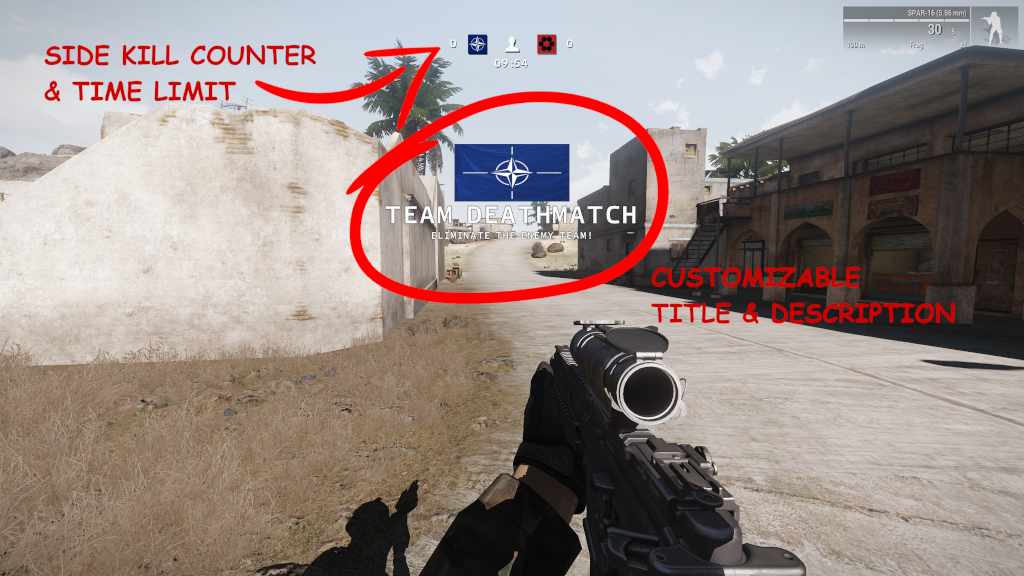 SPAR-16 (5.56 mm)
30
5
100 m
Frag
x1
SIDE KILL COUNTER
& TIME LIMIT
0
0
09:54
TEAM DEATHMATCH
ELIMINATE THE ENEMY TEAM!
CUSTOMIZABLE
TITLE & DESCRIPTION